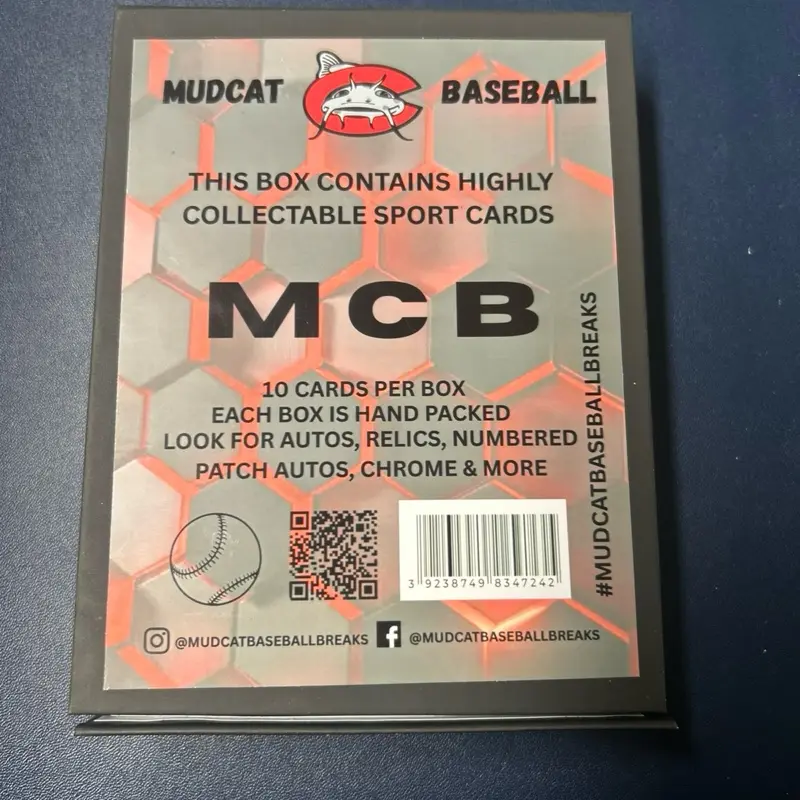 MUDCAT C BASEBALL
THIS BOX CONTAINS HIGHLY
COLLECTABLE SPORT CARDS
MCB
10 CARDS PER BOX
EACH BOX IS HAND PACKED
LOOK FOR AUTOS, RELICS, NUMBERED
PATCH AUTOS, CHROME & MORE
#MUDCATBASEBALLBREAKS
3 9238749 8347242
@MUDCATBASEBALLBREAKS f @MUDCATBASEBALLBREAKS